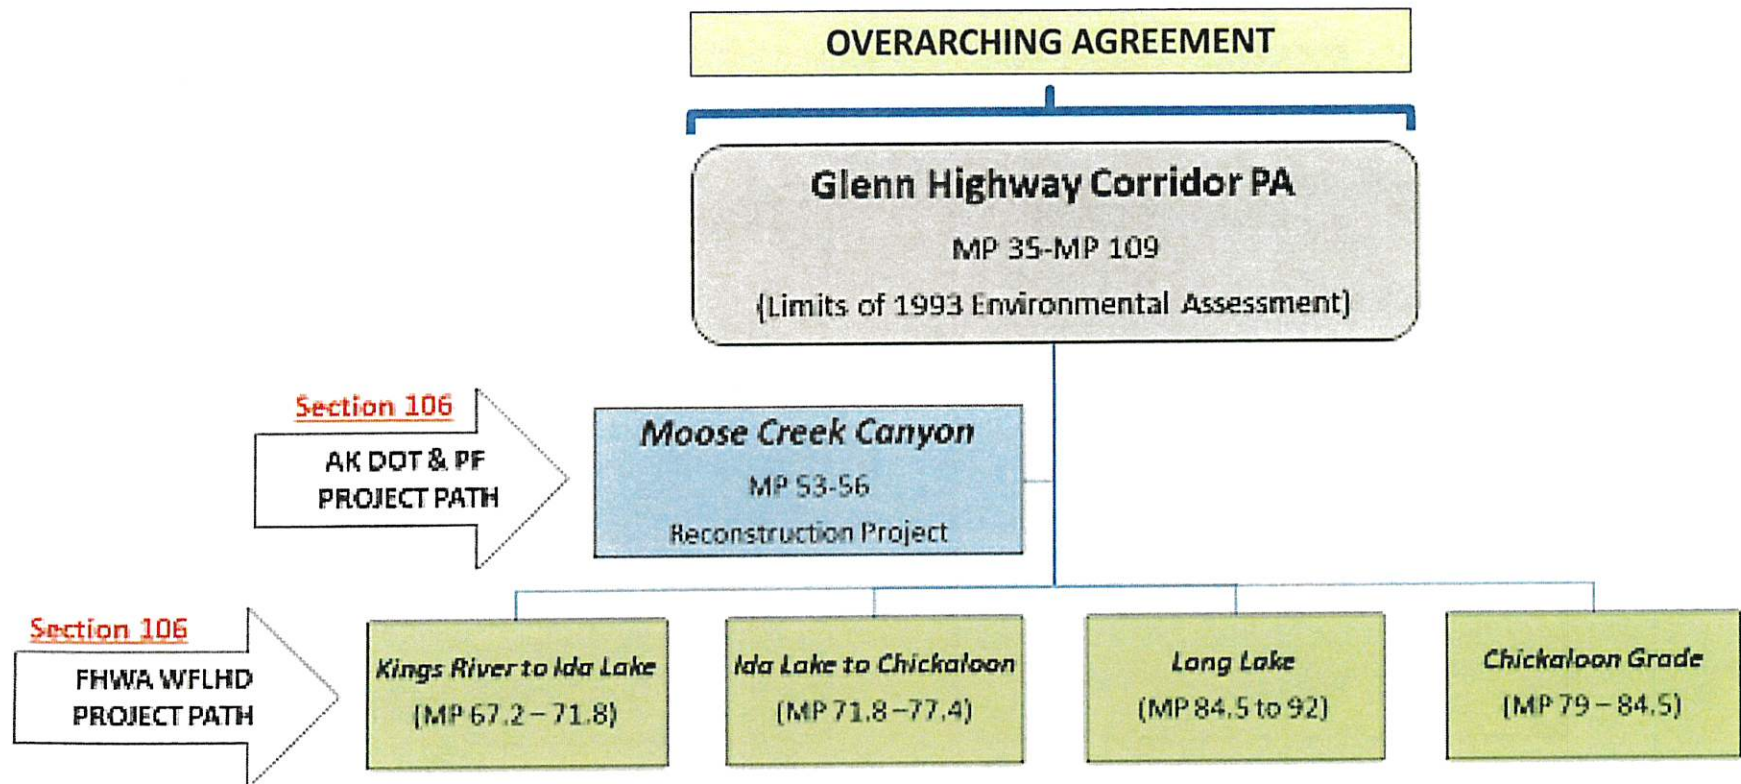 OVERARCHING AGREEMENT
Glenn Highway Corridor PA
MP 35-MP 109
(Limits of 1993 Environmental Assessment)
Section 106
AK DOT & PF
PROJECT PATH
Moose Creek Canyon
MP 53-56
Reconstruction Project
Section 106
FHWA WFLHD
PROJECT PATH
Kings River to Ida Lake
(MP 67.2 – 71.8)
Ida Lake to Chickaloon
(MP 71.8 –77.4)
Long Lake
(MP 84.5 to 92)
Chickaloon Grade
(MP 79 – 84.5)